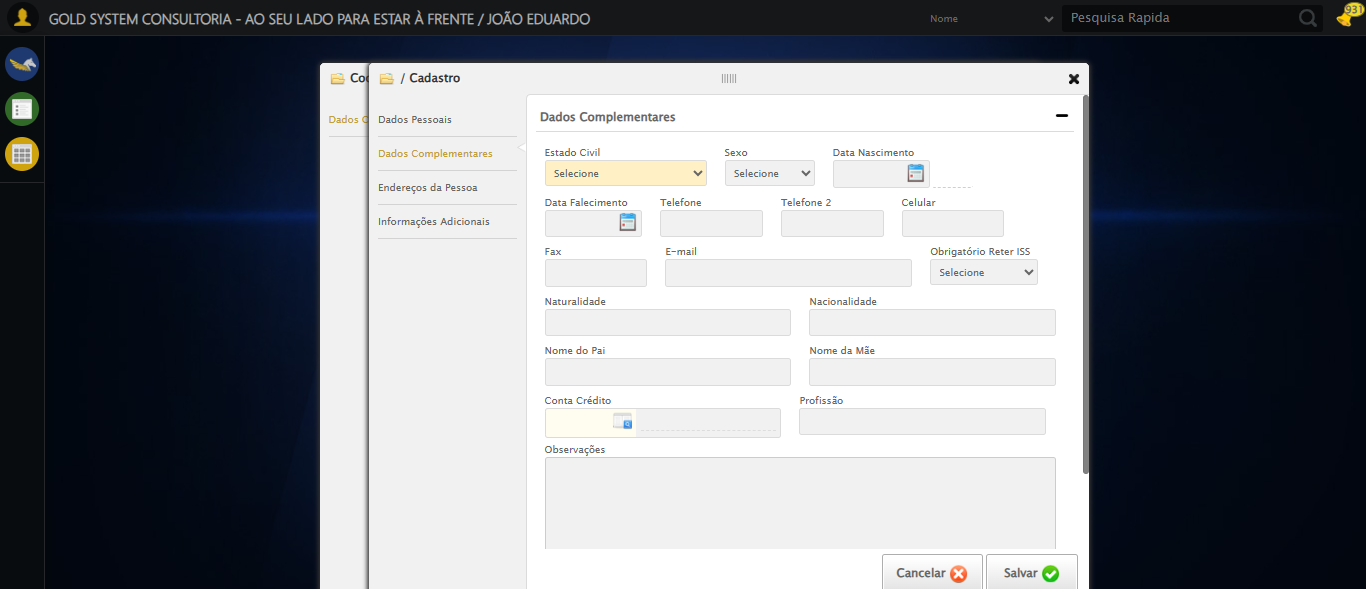 GOLD SYSTEM CONSULTORIA - AO SEU LADO PARA ESTAR À FRENTE / JOÃO EDUARDO
Nome
Pesquisa Rapida
931
/ Cadastro
Dados Pessoais
Dados Complementares
Endereços da Pessoa
Informações Adicionais
Dados Complementares
Estado Civil Sexo Data Nascimento
Selecione Selecione
Data Falecimento Telefone Telefone 2 Celular
Fax E-mail Obrigatório Reter ISS
Selecione
Naturalidade Nacionalidade
Nome do Pai Nome da Mãe
Conta Crédito Profissão
Observações
Cancelar Salvar